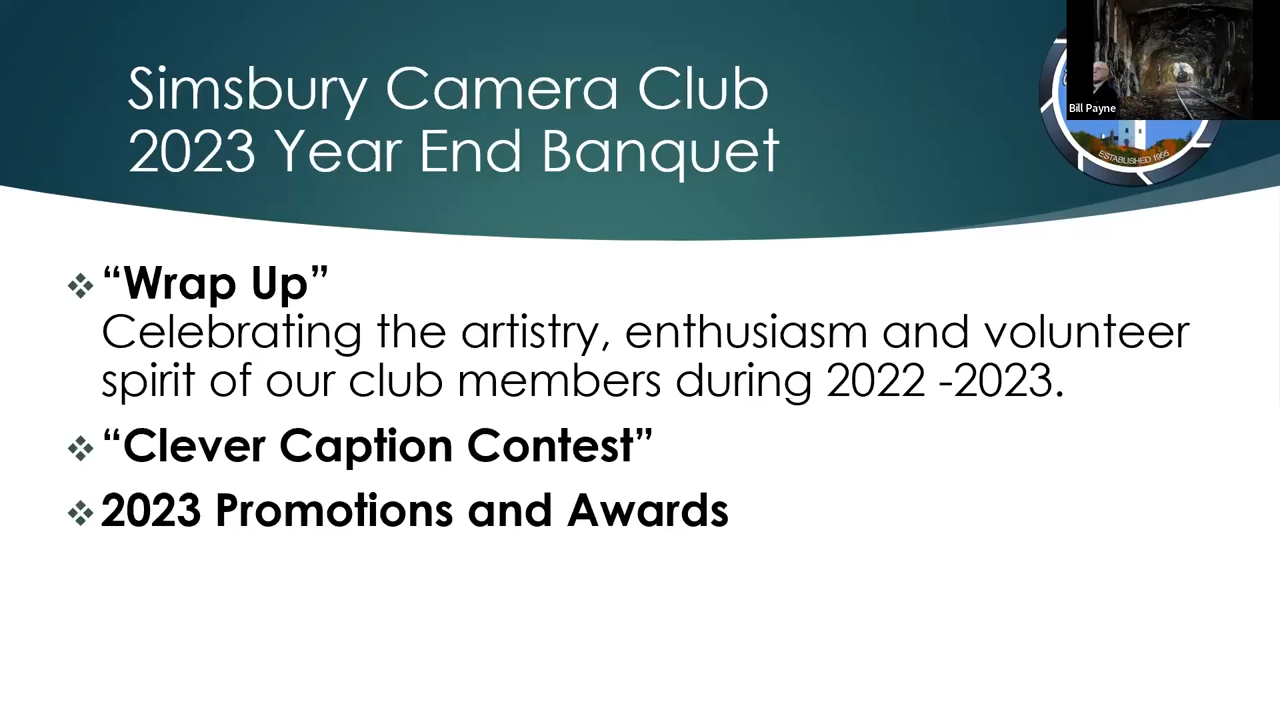 Simsbury Camera Club
2023 Year End Banquet
Bill Payne
ESTABLISHED 1955
❖ “Wrap Up”
Celebrating the artistry, enthusiasm and volunteer
spirit of our club members during 2022 -2023.
❖ “Clever Caption Contest”
❖ 2023 Promotions and Awards